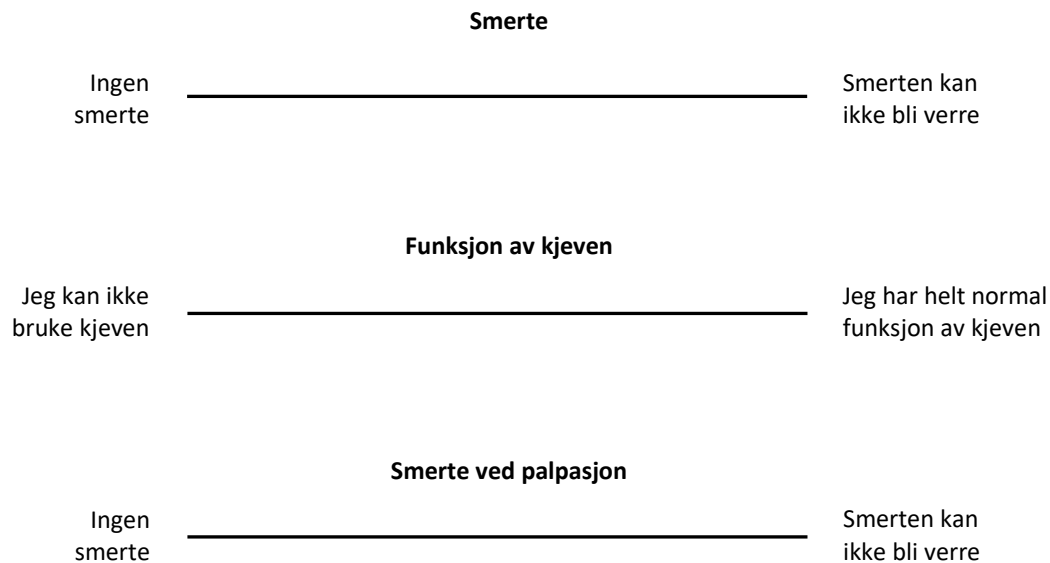 Smerte
Ingen
smerte
Smerten kan
ikke bli verre
Funksjon av kjeven
Jeg kan ikke
bruke kjeven
Jeg har helt normal
funksjon av kjeven
Smerte ved palpasjon
Ingen
smerte
Smerten kan
ikke bli verre